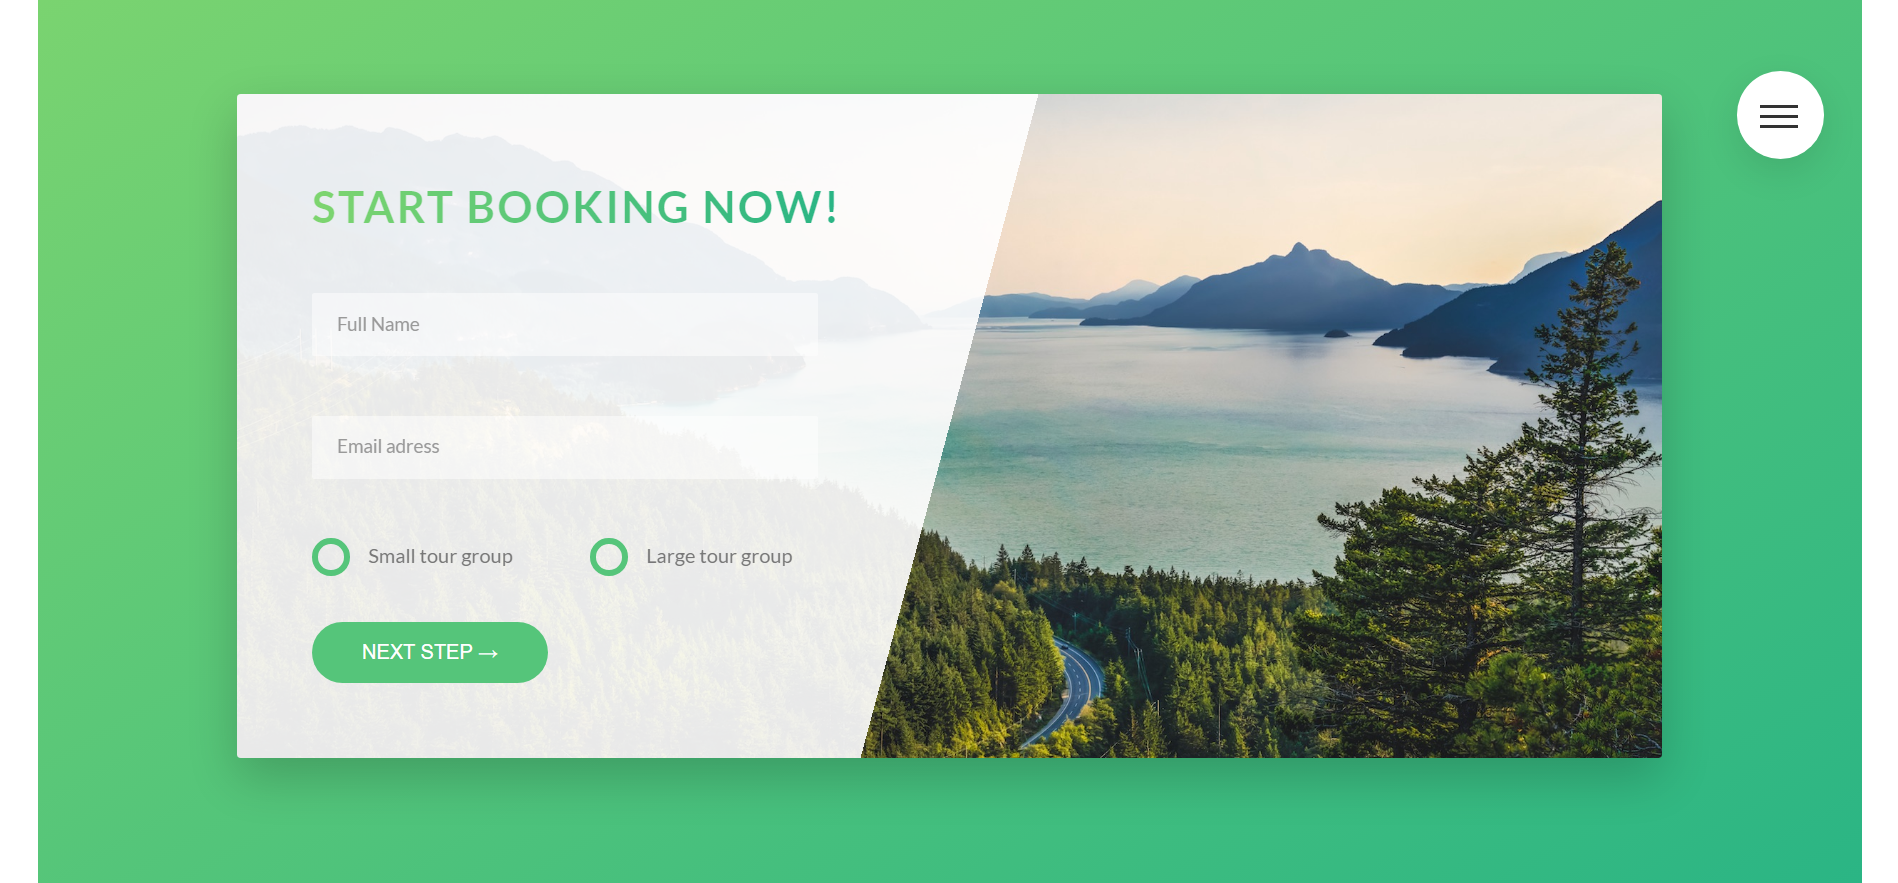 START BOOKING NOW!
Full Name
Email adress
Small tour group
Large tour group
NEXT STEP →